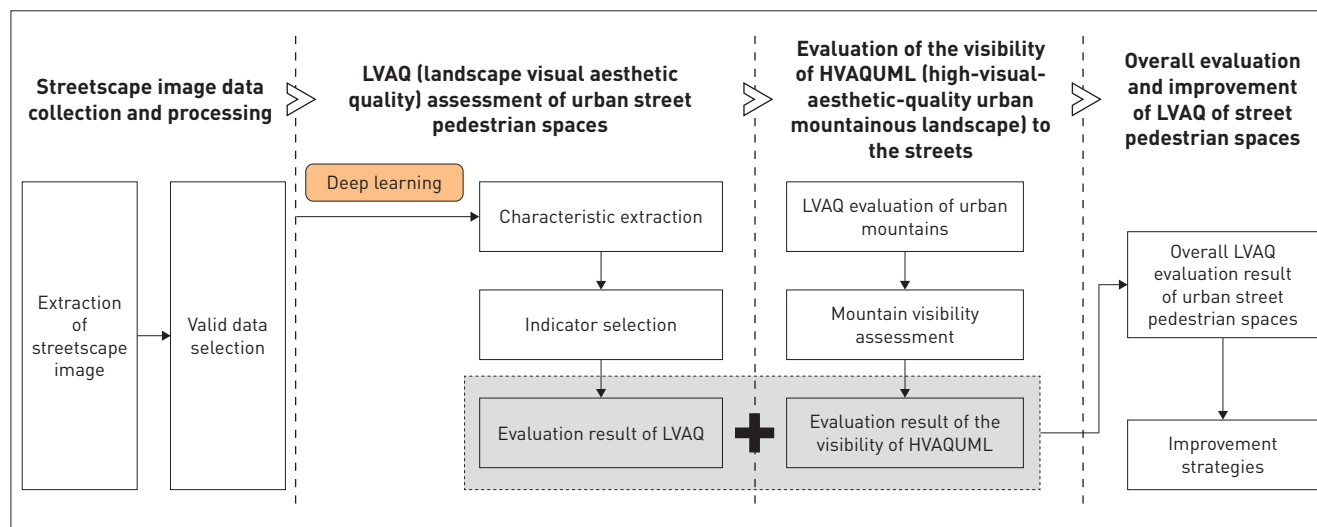 Streetscape image data
collection and processing
LVAQ (landscape visual aesthetic
quality) assessment of urban street
pedestrian spaces
Evaluation of the visibility
of HVAQUML (high-visual-
aesthetic-quality urban
mountainous landscape) to
the streets
Overall evaluation
and improvement
of LVAQ of street
pedestrian spaces
Extraction
of
streetscape
image
Valid data
selection
Deep learning
Characteristic extraction
Indicator selection
Evaluation result of LVAQ
LVAQ evaluation of urban
mountains
Mountain visibility
assessment
Evaluation result of the
visibility of HVAQUML
Overall LVAQ
evaluation result
of urban street
pedestrian spaces
Improvement
strategies